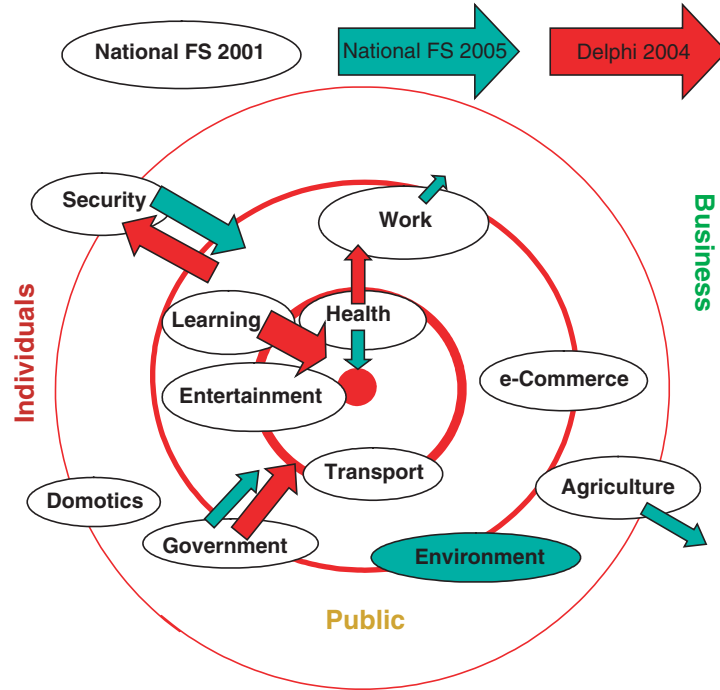 National FS 2001
National FS 2005
Delphi 2004
Security
Work
Business
Individuals
Learning
Health
Entertainment
e-Commerce
Transport
Agriculture
Domotics
Government
Environment
Public